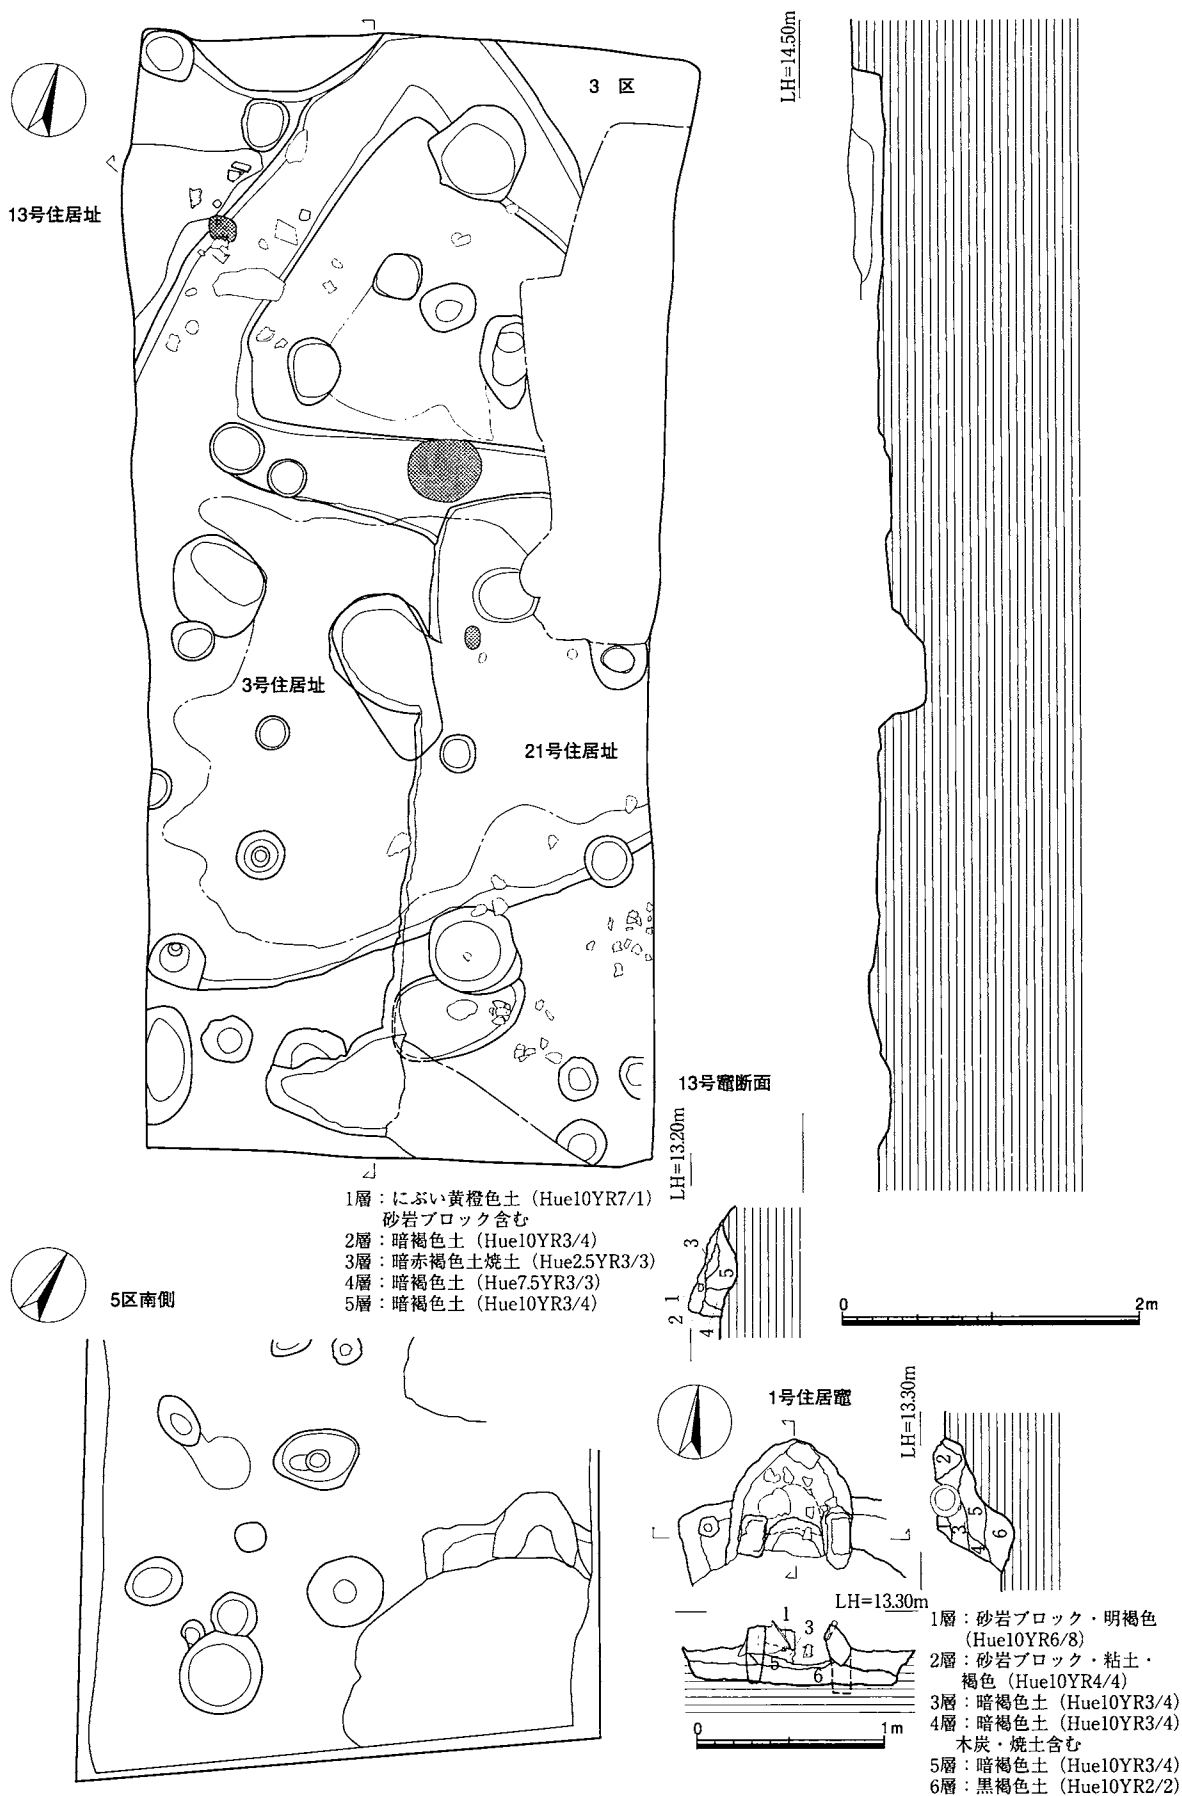 LH=14.50m
3 区
13号住居址
3号住居址
21号住居址
13号竈断面
LH=13.20m
1層：にぶい黄橙色土（Hue10YR7/1）
砂岩ブロック含む
2層：暗褐色土（Hue10YR3/4）
3層：暗赤褐色土焼土（Hue2.5YR3/3）
4層：暗褐色土（Hue7.5YR3/3）
5層：暗褐色土（Hue10YR3/4）
3
5
1
2
4
0 2m
5区南側
1号住居竈
LH=13.30m
2
5
3
4
6
LH=13.30m
1
3
5
6
0 1m
1層：砂岩ブロック・明褐色
（Hue10YR6/8）
2層：砂岩ブロック・粘土・
褐色（Hue10YR4/4）
3層：暗褐色土（Hue10YR3/4）
4層：暗褐色土（Hue10YR3/4）
木炭・焼土含む
5層：暗褐色土（Hue10YR3/4）
6層：黒褐色土（Hue10YR2/2）